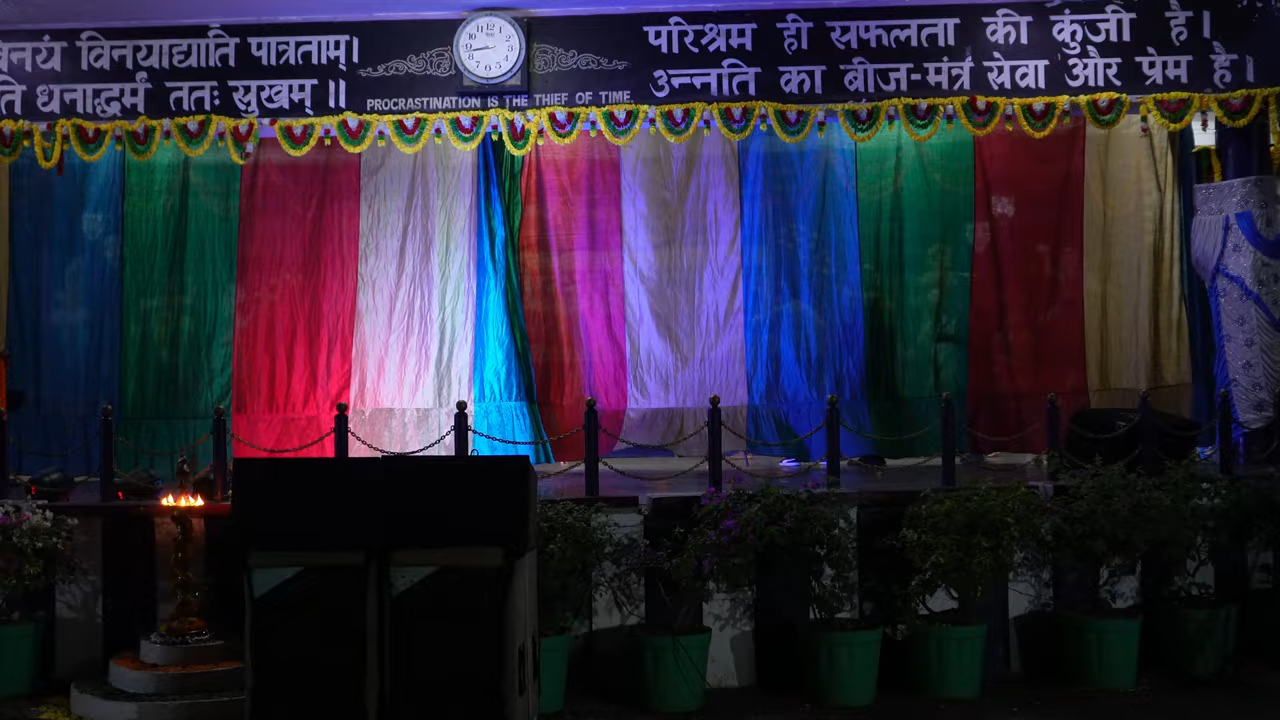 विनयं विनयाद्याति पात्रताम्।
धनाद्धर्मं ततः सुखम्॥
PROCRASTINATION IS THE THIEF OF TIME.
परिश्रम ही सफलता की कुंजी है।
उन्नति का बीज-मंत्र सेवा और प्रेम है।